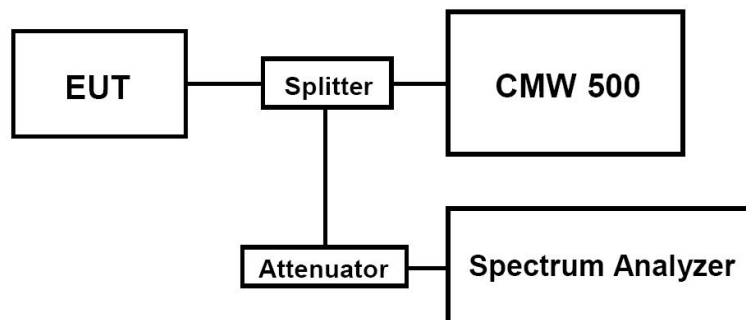 EUT
Splitter
CMW 500
Attenuator
Spectrum Analyzer